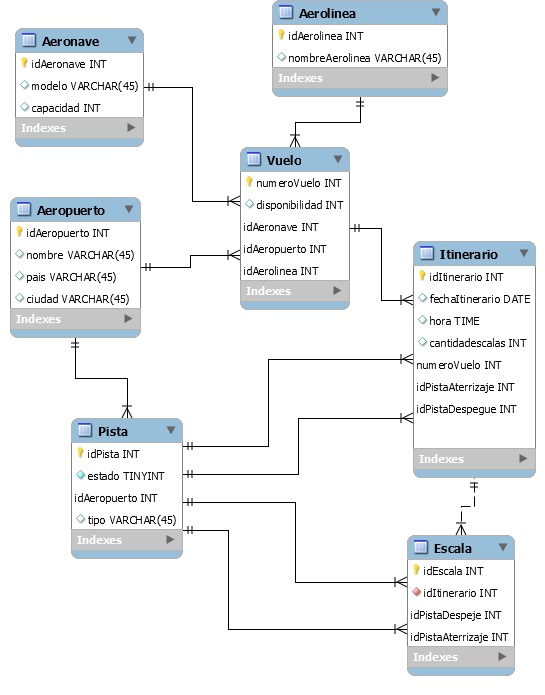 Aeronave
idAeronave INT
modelo VARCHAR(45)
capacidad INT
Indexes
Aerolinea
idAerolinea INT
nombreAerolinea VARCHAR(45)
Indexes
Vuelo
numeroVuelo INT
disponibilidad INT
idAeronave INT
idAeropuerto INT
idAerolinea INT
Indexes
Aeropuerto
idAeropuerto INT
nombre VARCHAR(45)
pais VARCHAR(45)
ciudad VARCHAR(45)
Indexes
Itinerario
idItinerario INT
fechaItinerario DATE
hora TIME
cantidadescalas INT
numeroVuelo INT
idPistaAterrizaje INT
idPistaDespegue INT
Indexes
Pista
idPista INT
estado TINYINT
idAeropuerto INT
tipo VARCHAR(45)
Indexes
Escala
idEscala INT
idItinerario INT
idPistaDespeje INT
idPistaAterrizaje INT
Indexes